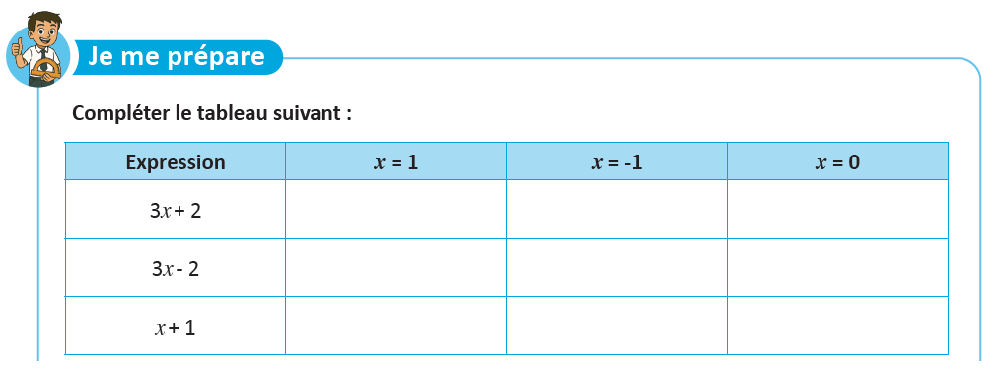 Je me prépare
Compléter le tableau suivant :
Expression x = 1 x = -1 x = 0
3x + 2
3x - 2
x + 1